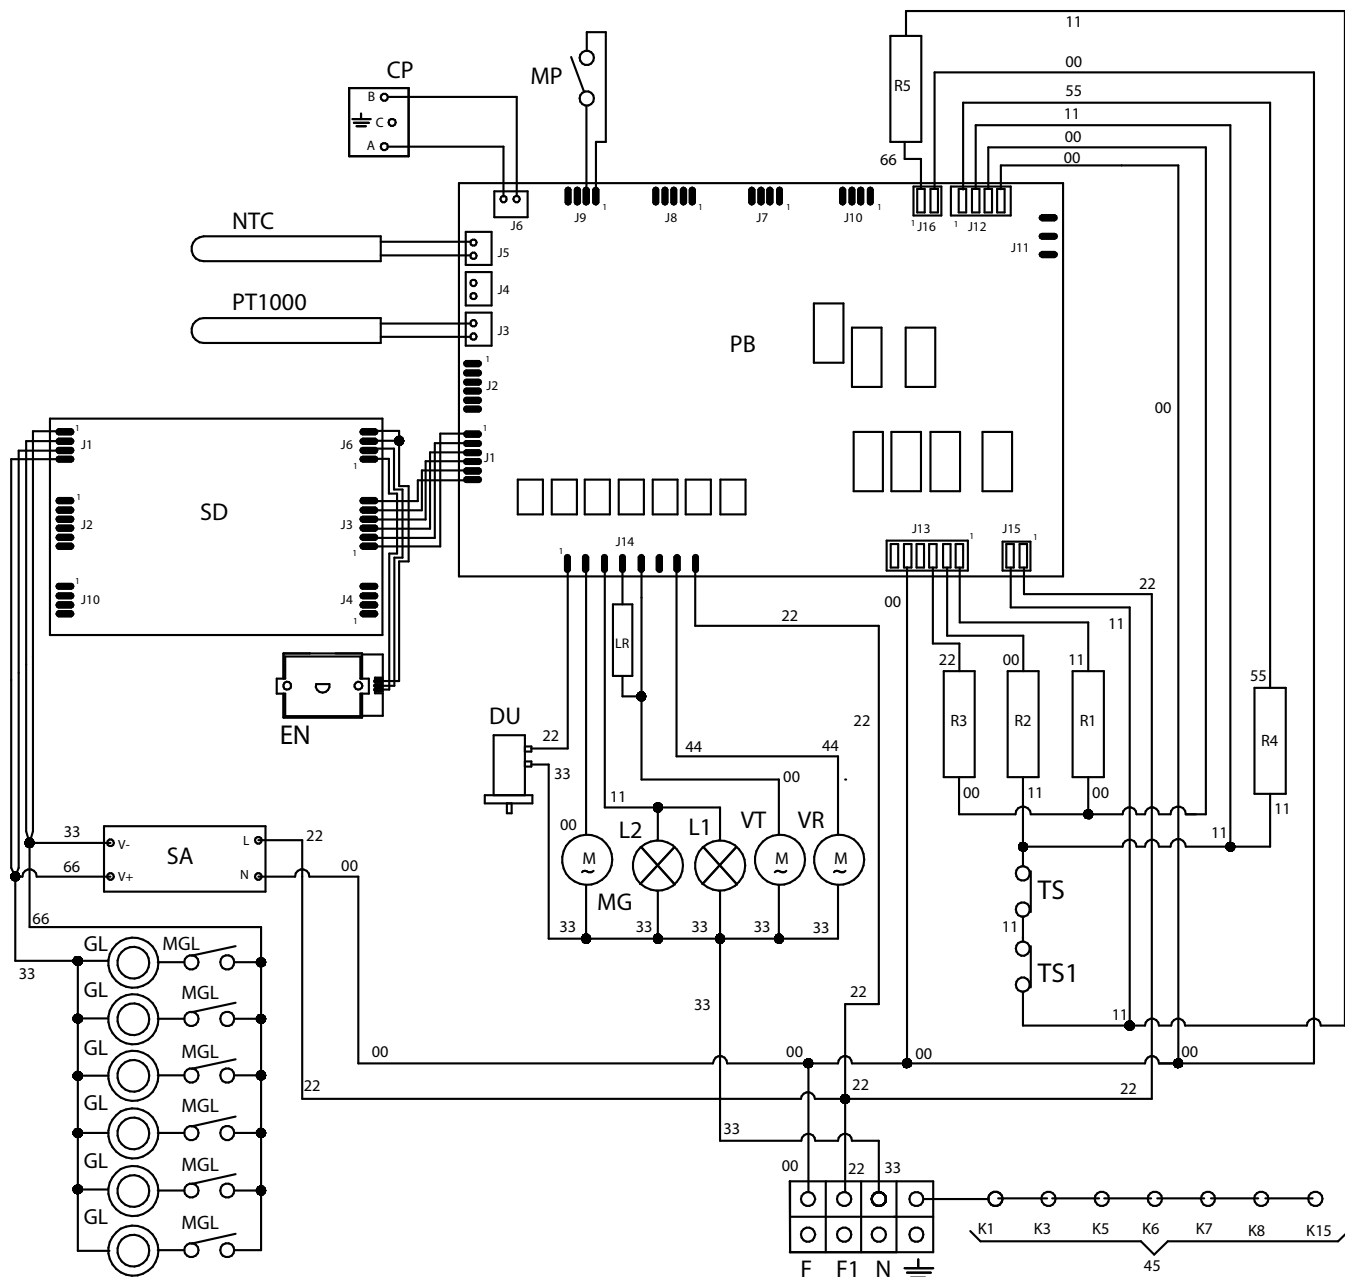 11
CP
MP
00
B
R5
55
C
11
00
A
66
00
J9
1
J8
1
J7
1
J10
1
1
J16
1
J12
NTC
J6
J11
J5
J4
PT1000
J3
PB
1
J2
00
1
J1
J6
1
1
J1
1
J2
SD
J3
1
1
J10
J4
1
1
J14
J13
1
J15
1
00
22
22
11
LR
22
00
11
55
EN
DU
22
33
44
22
44
R3
R2
R1
R4
00
11
00
11
00
11
33
V-
SA
L
22
00
L2
L1
VT
VR
11
66
V+
N
00
M
~
M
~
M
~
MG
TS
66
33
33
33
33
33
11
GL
MGL
33
TS1
GL
MGL
33
22
11
GL
MGL
00
00
00
00
22
22
22
GL
MGL
33
GL
MGL
00
22
33
GL
MGL
K1
K3
K5
K6
K7
K8
K15
45
F
F1
N